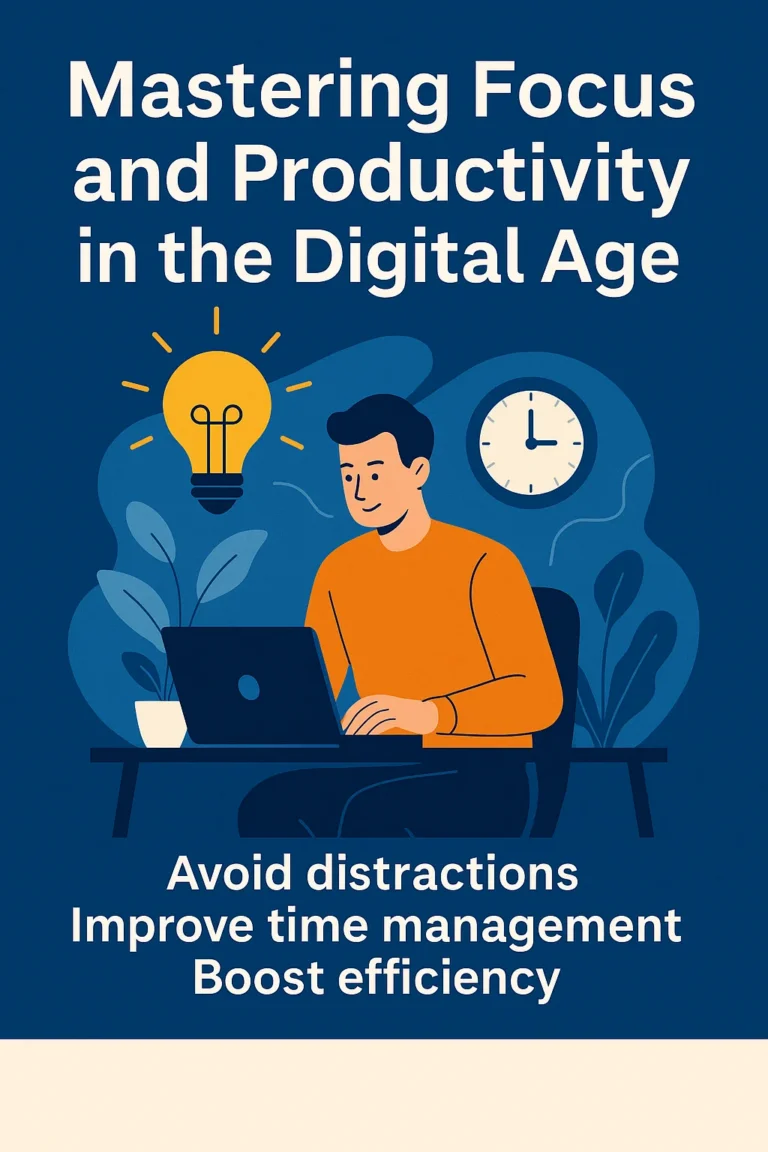 Mastering Focus
and Productivity
in the Digital Age
Avoid distractions
Improve time management
Boost efficiency